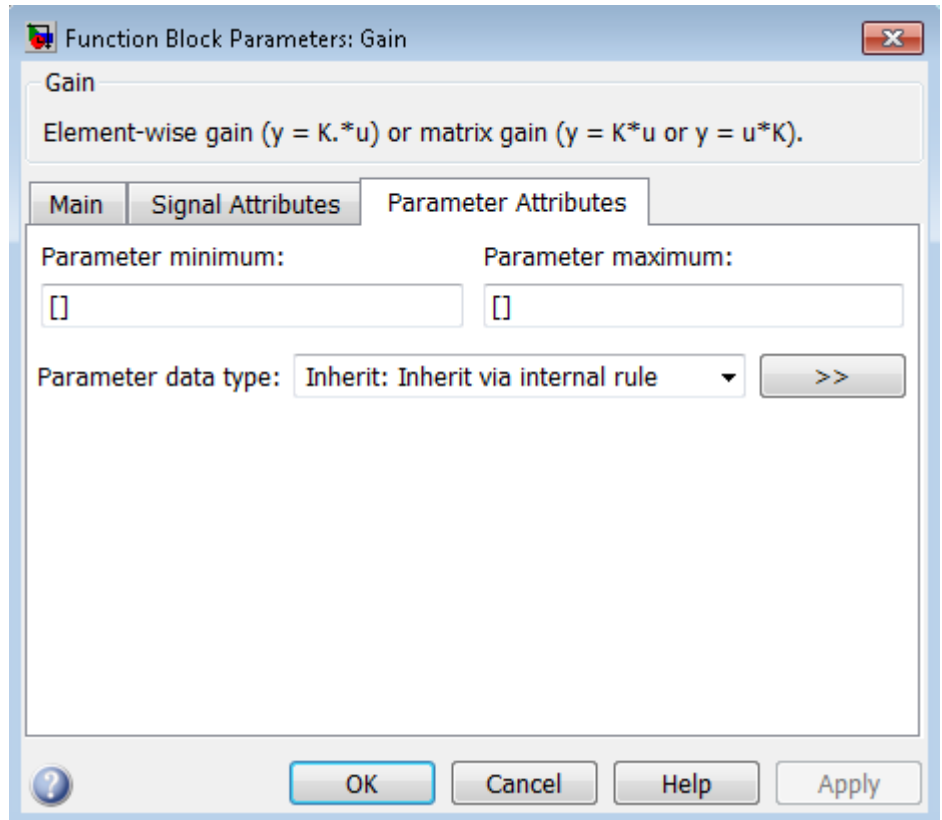 Function Block Parameters: Gain
Gain
Element-wise gain (y = K.*u) or matrix gain (y = K*u or y = u*K).
Main Signal Attributes Parameter Attributes
Parameter minimum: Parameter maximum:
[] []
Parameter data type: Inherit: Inherit via internal rule >>
? OK Cancel Help Apply